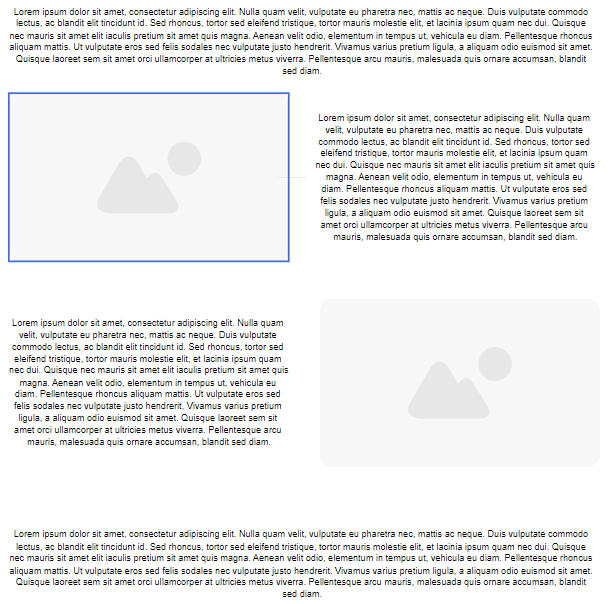 Lorem ipsum dolor sit amet, consectetur adipiscing elit. Nulla quam velit, vulputate eu pharetra nec, mattis ac neque. Duis vulputate commodo
lectus, ac blandit elit tincidunt id. Sed rhoncus, tortor sed eleifend tristique, tortor mauris molestie elit, et lacinia ipsum quam nec dui. Quisque
nec mauris sit amet elit iaculis pretium sit amet quis magna. Aenean velit odio, elementum in tempus ut, vehicula eu diam. Pellentesque rhoncus
aliquam mattis. Ut vulputate eros sed felis sodales nec vulputate justo hendrerit. Vivamus varius pretium ligula, a aliquam odio euismod sit amet.
Quisque laoreet sem sit amet orci ullamcorper at ultricies metus viverra. Pellentesque arcu mauris, malesuada quis ornare accumsan, blandit
sed diam.
Lorem ipsum dolor sit amet, consectetur adipiscing elit. Nulla quam
velit, vulputate eu pharetra nec, mattis ac neque. Duis vulputate
commodo lectus, ac blandit elit tincidunt id. Sed rhoncus, tortor sed
eleifend tristique, tortor mauris molestie elit, et lacinia ipsum quam
nec dui. Quisque nec mauris sit amet elit iaculis pretium sit amet quis
magna. Aenean velit odio, elementum in tempus ut, vehicula eu
diam. Pellentesque rhoncus aliquam mattis. Ut vulputate eros sed
felis sodales nec vulputate justo hendrerit. Vivamus varius pretium
ligula, a aliquam odio euismod sit amet. Quisque laoreet sem sit
amet orci ullamcorper at ultricies metus viverra. Pellentesque arcu
mauris, malesuada quis ornare accumsan, blandit sed diam.
Lorem ipsum dolor sit amet, consectetur adipiscing elit. Nulla quam
velit, vulputate eu pharetra nec, mattis ac neque. Duis vulputate
commodo lectus, ac blandit elit tincidunt id. Sed rhoncus, tortor sed
eleifend tristique, tortor mauris molestie elit, et lacinia ipsum quam
nec dui. Quisque nec mauris sit amet elit iaculis pretium sit amet quis
magna. Aenean velit odio, elementum in tempus ut, vehicula eu
diam. Pellentesque rhoncus aliquam mattis. Ut vulputate eros sed
felis sodales nec vulputate justo hendrerit. Vivamus varius pretium
ligula, a aliquam odio euismod sit amet. Quisque laoreet sem sit
amet orci ullamcorper at ultricies metus viverra. Pellentesque arcu
mauris, malesuada quis ornare accumsan, blandit sed diam.
Lorem ipsum dolor sit amet, consectetur adipiscing elit. Nulla quam velit, vulputate eu pharetra nec, mattis ac neque. Duis vulputate commodo
lectus, ac blandit elit tincidunt id. Sed rhoncus, tortor sed eleifend tristique, tortor mauris molestie elit, et lacinia ipsum quam nec dui. Quisque
nec mauris sit amet elit iaculis pretium sit amet quis magna. Aenean velit odio, elementum in tempus ut, vehicula eu diam. Pellentesque rhoncus
aliquam mattis. Ut vulputate eros sed felis sodales nec vulputate justo hendrerit. Vivamus varius pretium ligula, a aliquam odio euismod sit amet.
Quisque laoreet sem sit amet orci ullamcorper at ultricies metus viverra. Pellentesque arcu mauris, malesuada quis ornare accumsan, blandit
sed diam.